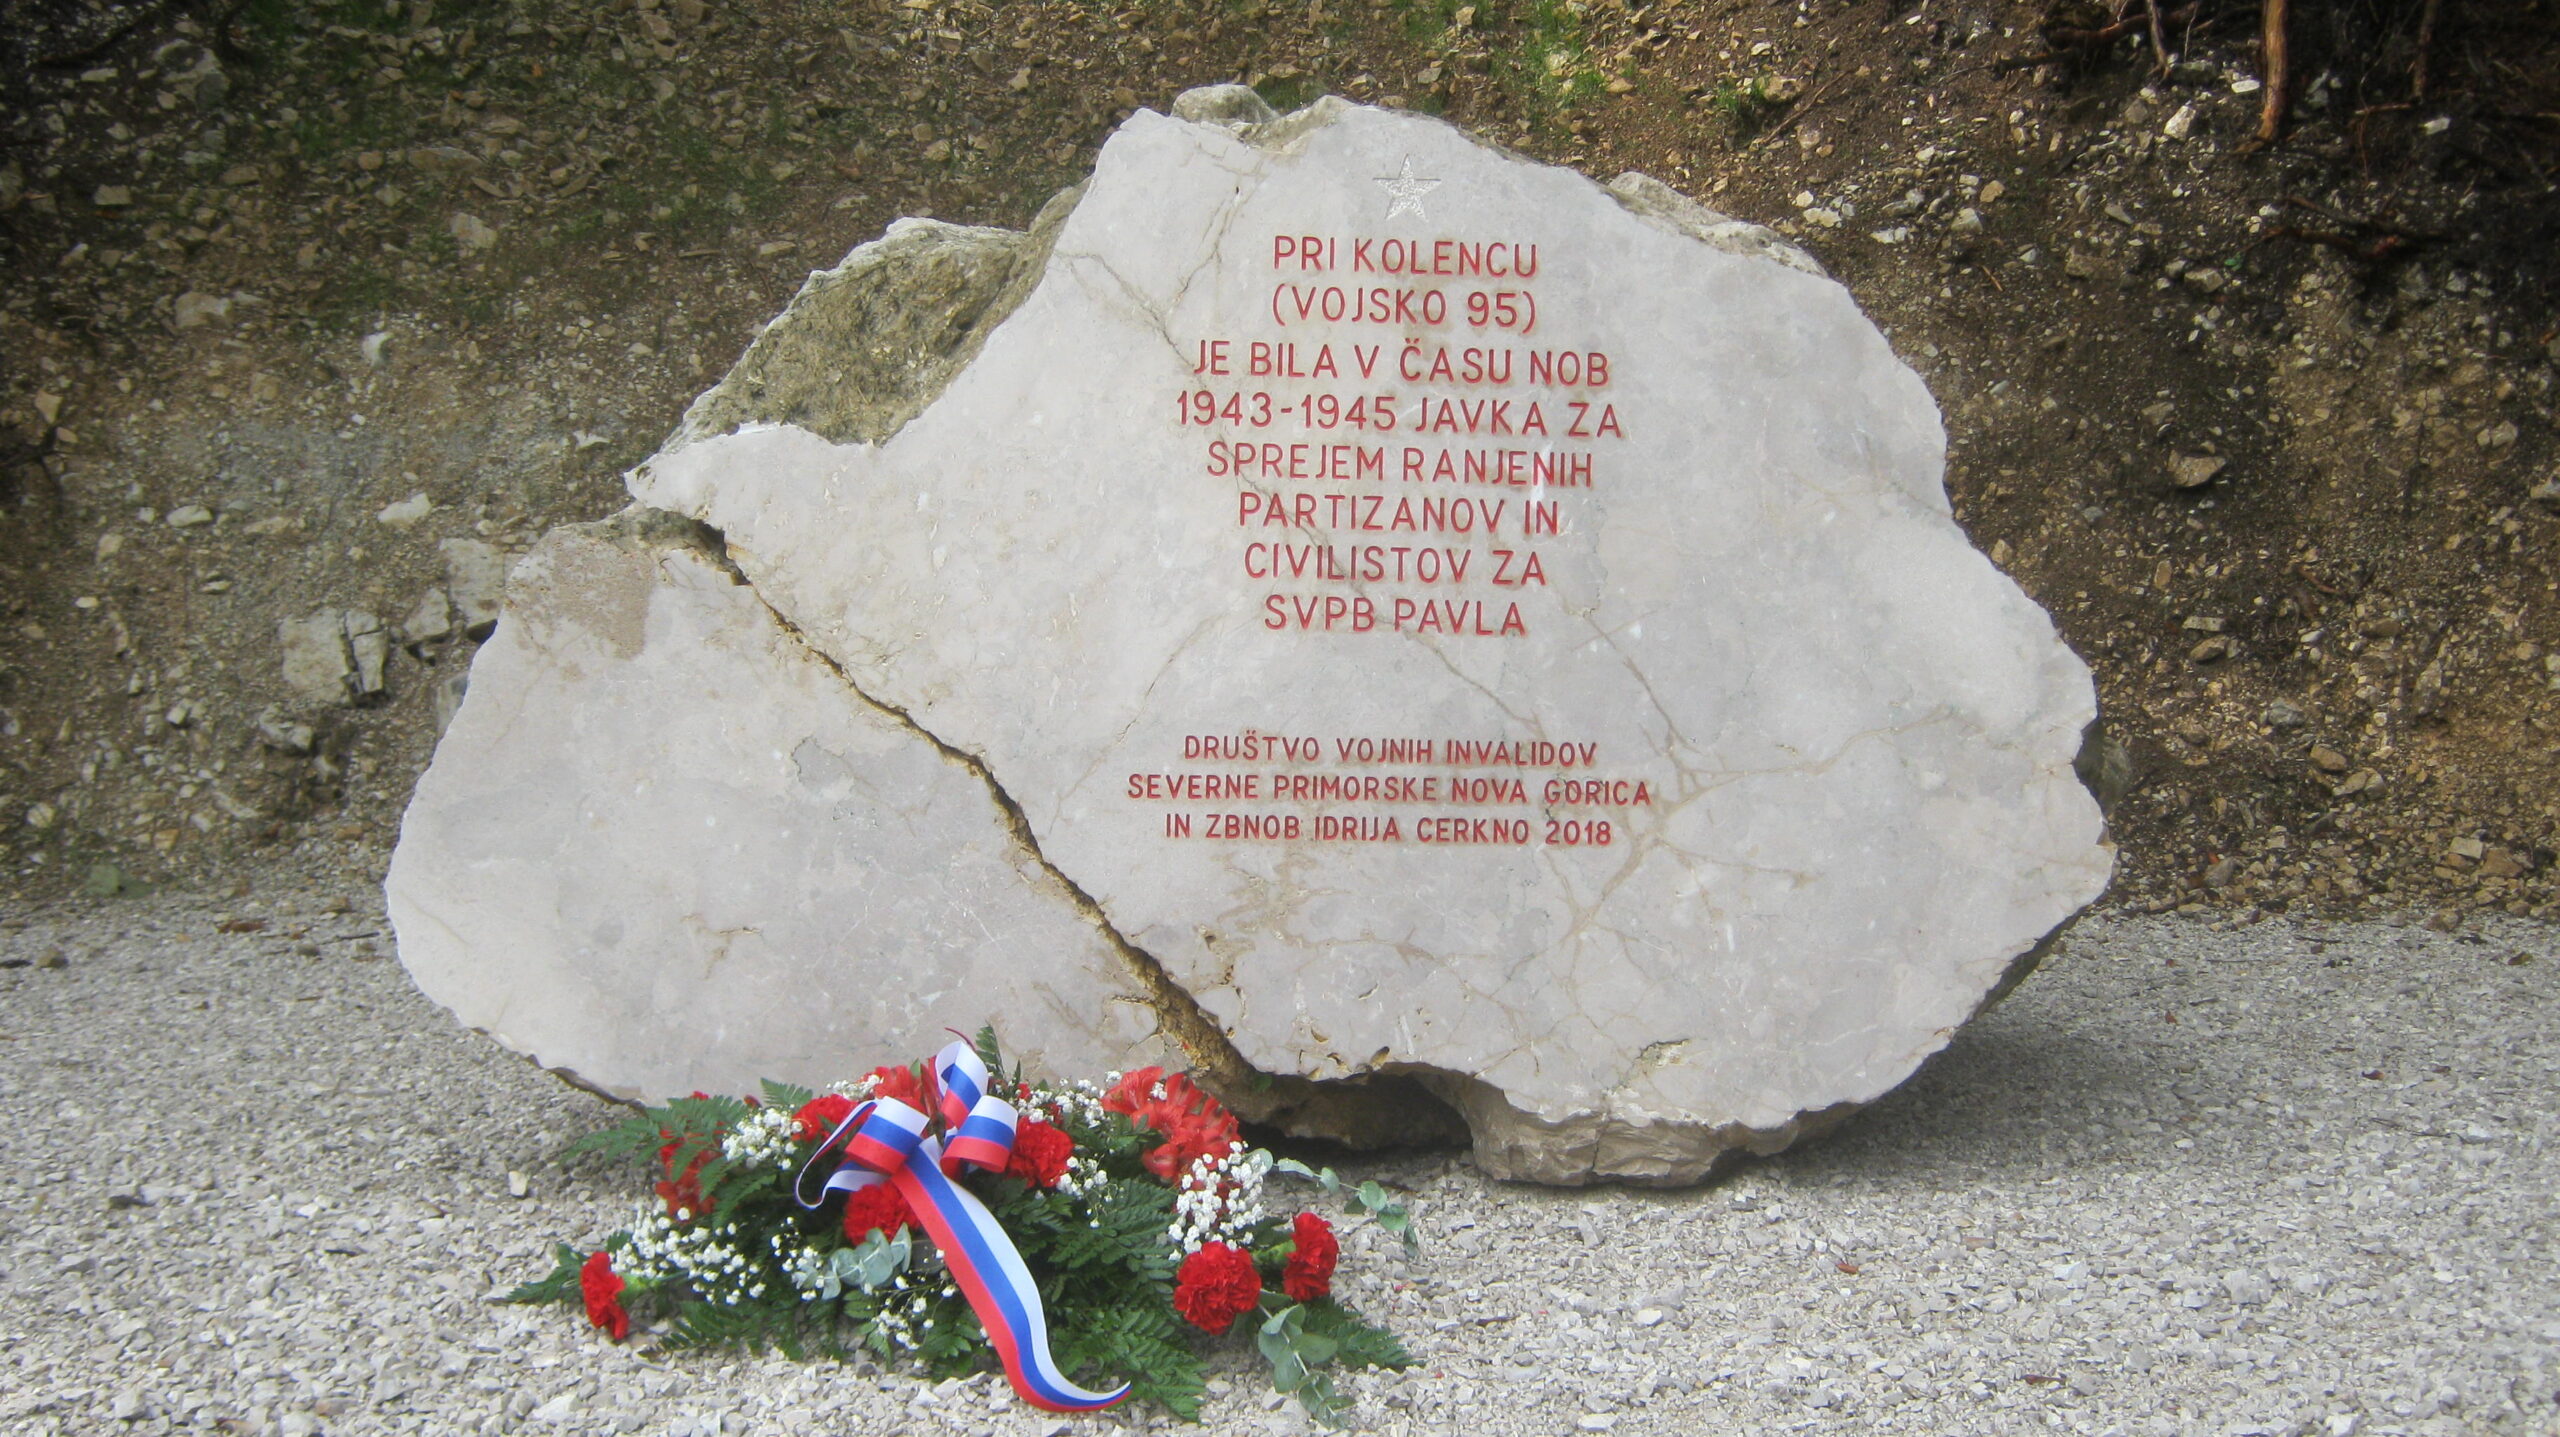 PRI KOLENCU
(VOJSKO 95)
JE BILA V ČASU NOB
1943-1945 JAVKA ZA
SPREJEM RANJENIH
PARTIZANOV IN
CIVILISTOV ZA
SVPB PAVLA
DRUŠTVO VOJNIH INVALIDOV
SEVERNE PRIMORSKE NOVA GORICA
IN ZBNOB IDRIJA CERKNO 2018